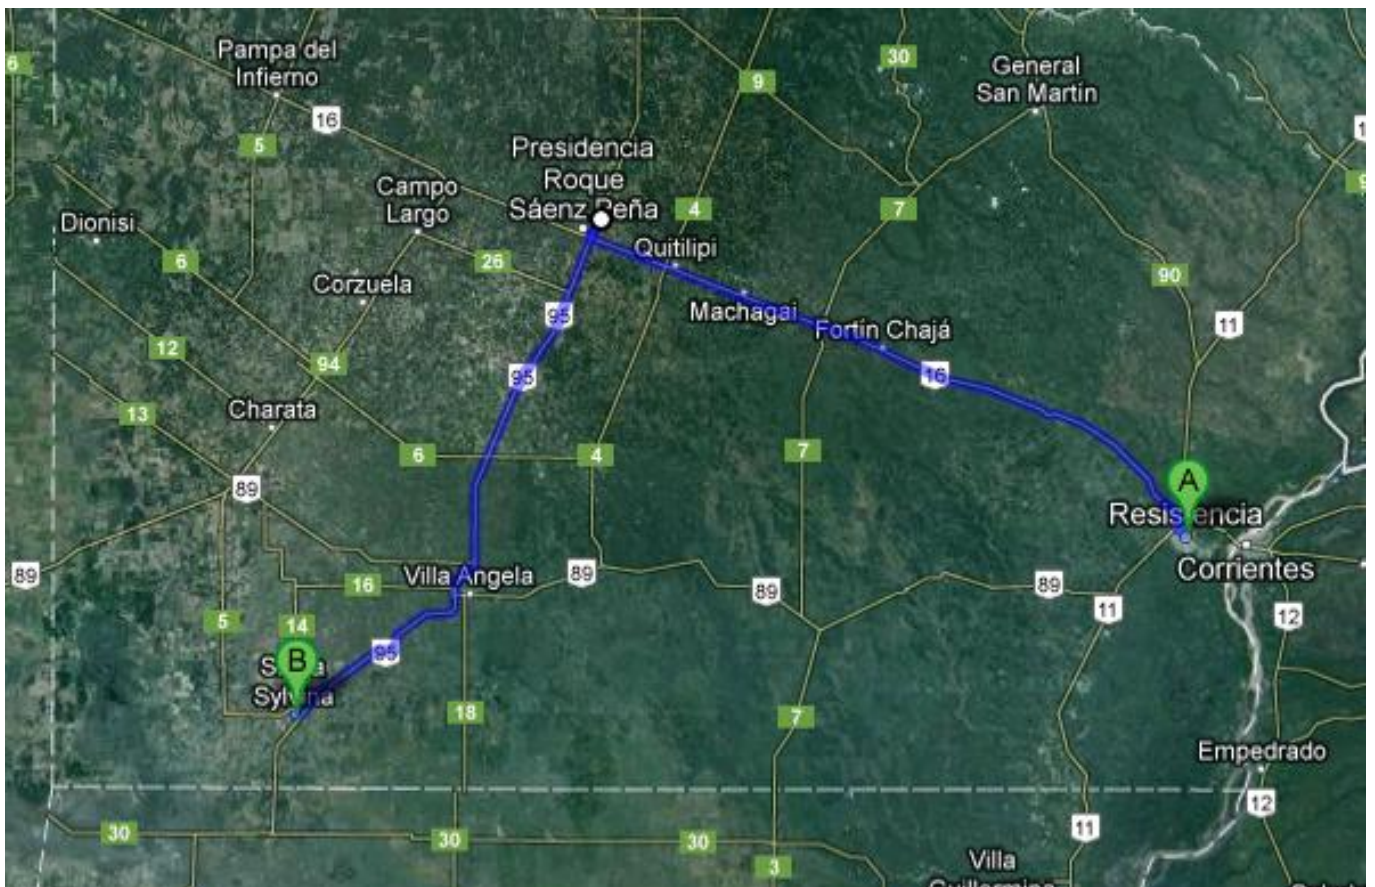 6
Pampa del
Infierno
16
5
9
30
General
San Martin
Presidencia
Roque
Sáenz Peña
Campo
Largo
4
7
Dionisi
6
26
Quitilipi
Corzuela
90
95
Machagai
Fortín Chajá
11
12
94
95
16
13
Charata
6
4
7
89
A
Resistencia
Corrientes
89
16
Villa Angela
89
89
89
11
12
5
14
B
95
Sylvina
18
7
Empedrado
12
30
30
30
11
3
Villa